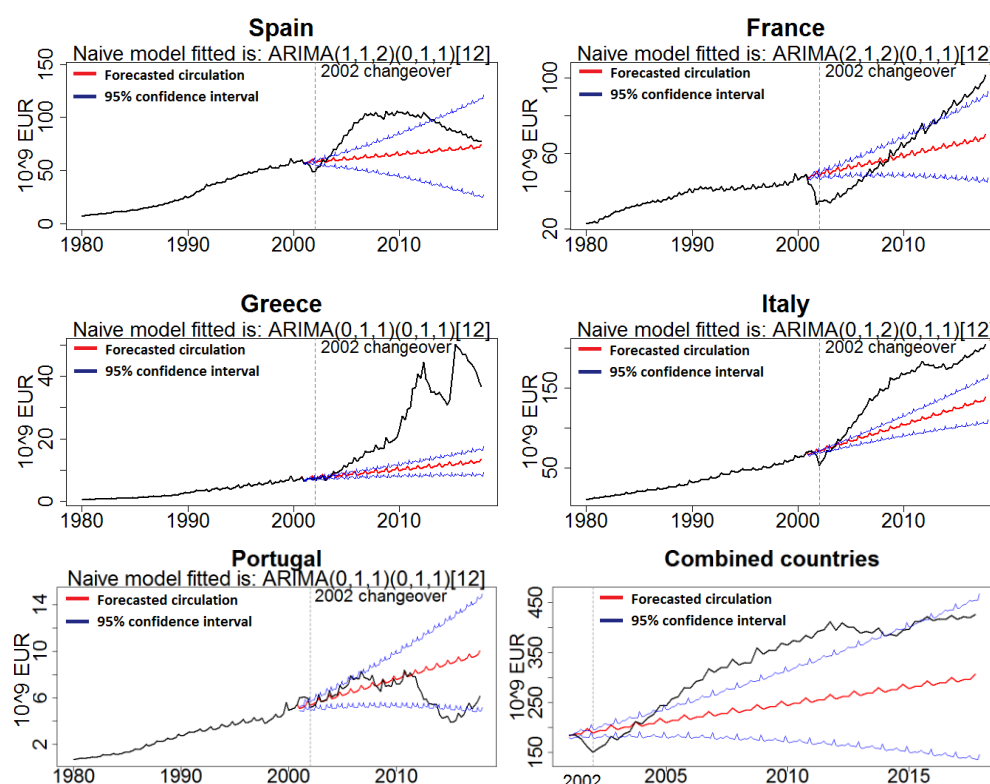 Spain
Naive model fitted is: ARIMA(1,1,2)(0,1,1)[12]
2002 changeover
Forecasted circulation
95% confidence interval
10^9 EUR
150
100
50
0
1980 1990 2000 2010
France
Naive model fitted is: ARIMA(2,1,2)(0,1,1)[12]
2002 changeover
Forecasted circulation
95% confidence interval
10^9 EUR
100
60
20
1980 1990 2000 2010
Greece
Naive model fitted is: ARIMA(0,1,1)(0,1,1)[12]
2002 changeover
Forecasted circulation
95% confidence interval
10^9 EUR
40
20
0
1980 1990 2000 2010
Italy
Naive model fitted is: ARIMA(0,1,2)(0,1,1)[12]
2002 changeover
Forecasted circulation
95% confidence interval
10^9 EUR
150
50
1980 1990 2000 2010
Portugal
Naive model fitted is: ARIMA(0,1,1)(0,1,1)[12]
2002 changeover
Forecasted circulation
95% confidence interval
10^9 EUR
14
10
6
2
1980 1990 2000 2010
Combined countries
Forecasted circulation
95% confidence interval
10^9 EUR
450
350
250
150
2002 2005 2010 2015